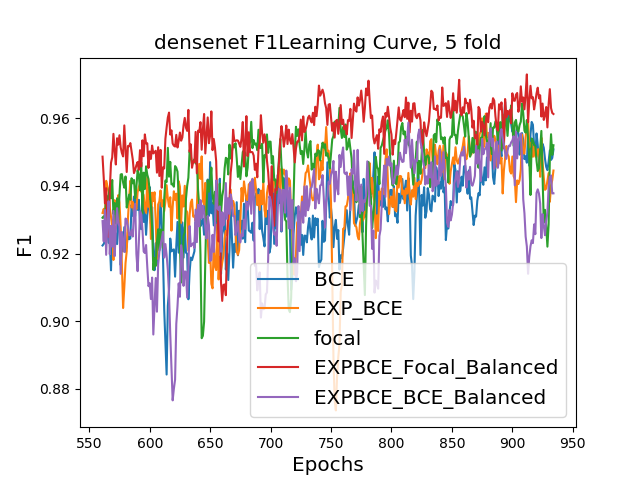 densenet F1Learning Curve, 5 fold
F1
0.96
0.94
0.92
0.90
0.88
BCE
EXP_BCE
focal
EXPBCE_Focal_Balanced
EXPBCE_BCE_Balanced
550 600 650 700 750 800 850 900 950
Epochs